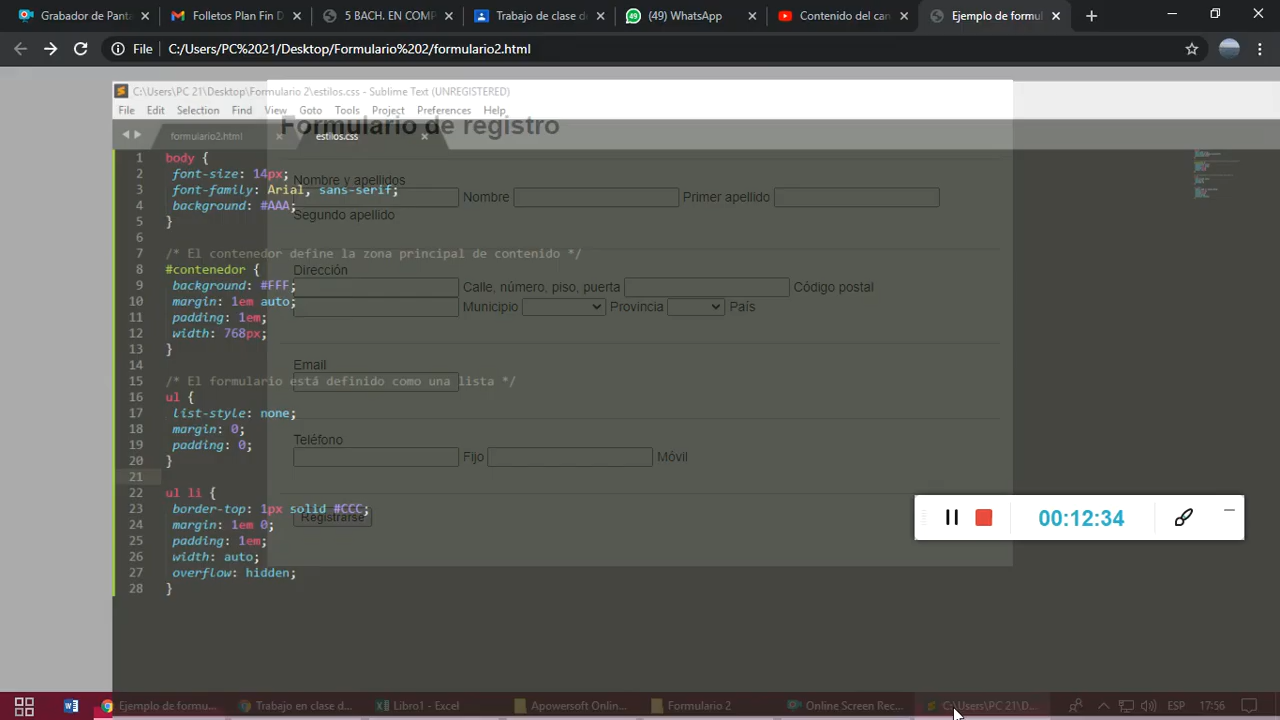 Grabador de Panta
Folletos Plan Fin D
5 BACH. EN COMP
Trabajo de clase d
(49) WhatsApp
Contenido del can
Ejemplo de formul
File C:/Users/PC%2021/Desktop/Formulario%202/formulario2.html
C:\Users\PC 21\Desktop\Formulario 2\estilos.css - Sublime Text (UNREGISTERED)
File Edit Selection Find View Goto Tools Project Preferences Help
Formulario de registro
formulario2.html
estilos.css
1 body {
2 font-size: 14px;
3 font-family: Arial, sans-serif;
4 background: #AAA;
5 }
6
7 /* El contenedor define la zona principal de contenido */
8 #contenedor {
9 background: #FFF;
10 margin: 1em auto;
11 padding: 1em;
12 width: 768px;
13 }
14
15 /* El formulario está definido como una lista */
16 ul {
17 list-style: none;
18 margin: 0;
19 padding: 0;
20 }
21
22 ul li {
23 border-top: 1px solid #CCC;
24 margin: 1em 0;
25 padding: 1em;
26 width: auto;
27 overflow: hidden;
28 }
Nombre y apellidos
Nombre Primer apellido
Segundo apellido
Dirección
Calle, número, piso, puerta Código postal
Municipio Provincia País
Email
Teléfono
Fijo Móvil
Registrarse
00:12:34
Ejemplo de formu...
Trabajo en clase d...
Libro1 - Excel
Apowersoft Onlin...
Formulario 2
Online Screen Rec...
C:\Users\PC 21\D...
ESP 17:56